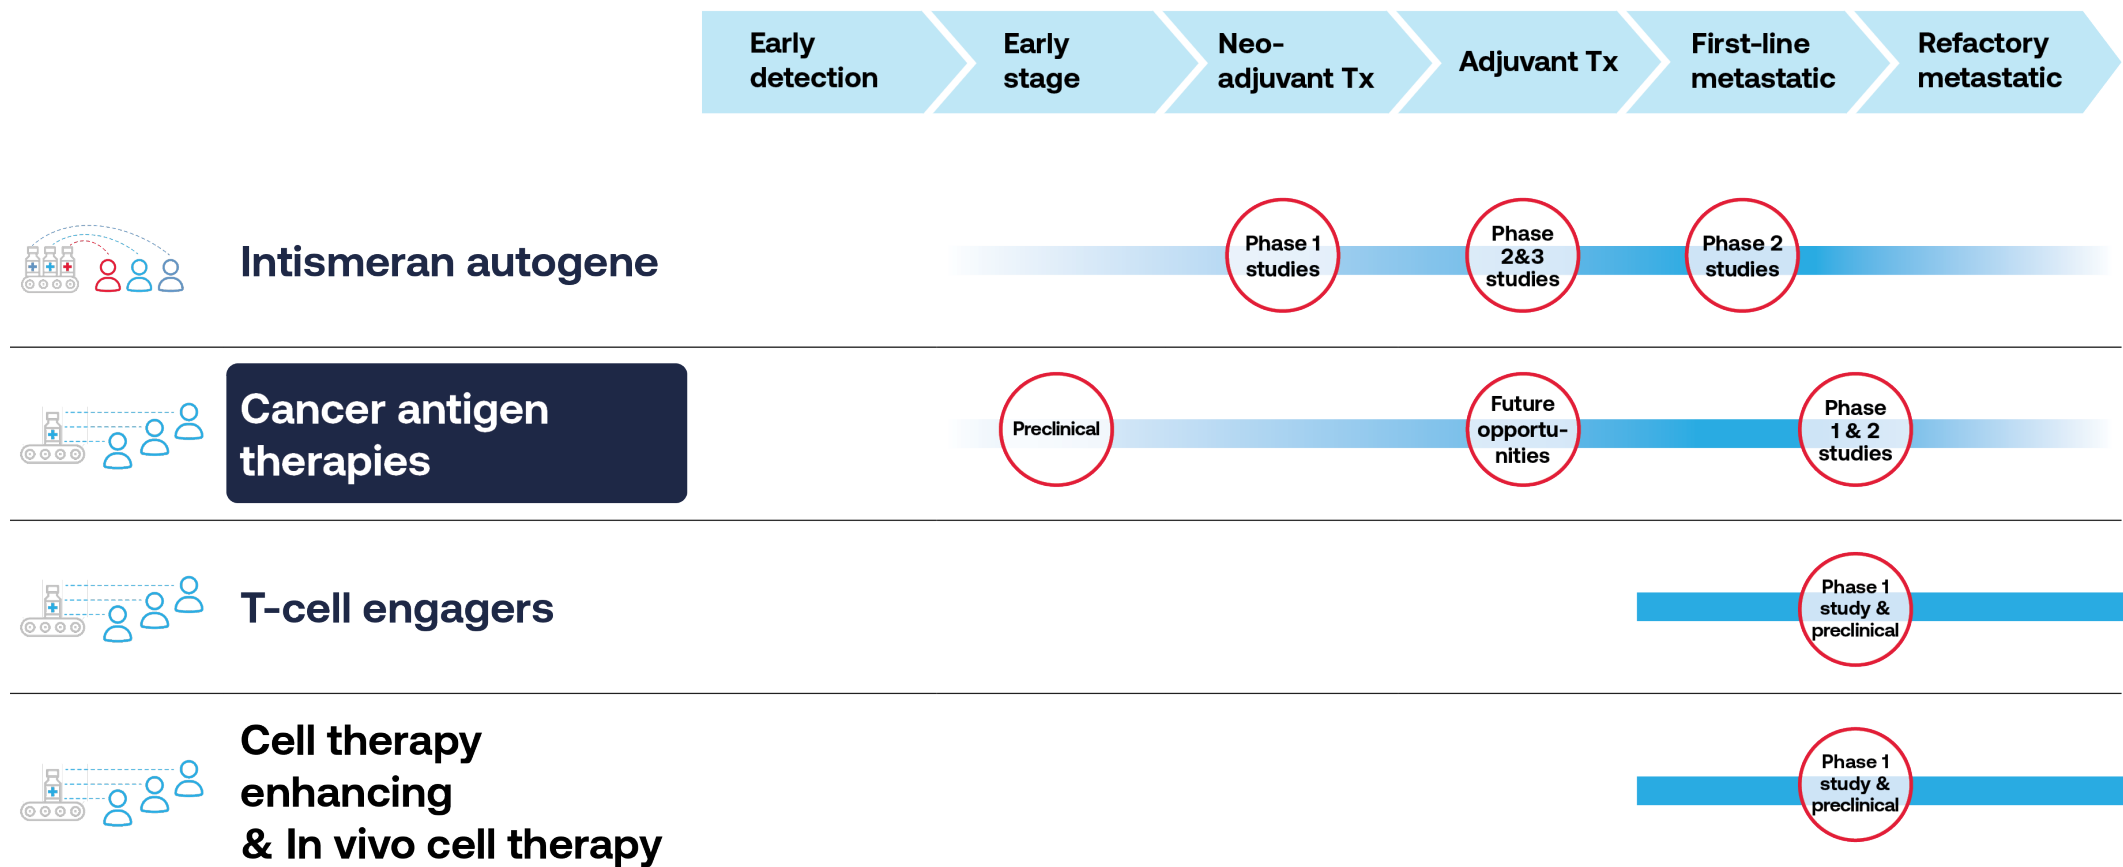 Early
detection
Early
stage
Neo-
adjuvant Tx
Adjuvant Tx
First-line
metastatic
Refactory
metastatic
Intismeran autogene
Phase 1
studies
Phase
2&3
studies
Phase 2
studies
Cancer antigen
therapies
Preclinical
Future
opportu-
nities
Phase
1 & 2
studies
T-cell engagers
Phase 1
study &
preclinical
Cell therapy
enhancing
& In vivo cell therapy
Phase 1
study &
preclinical